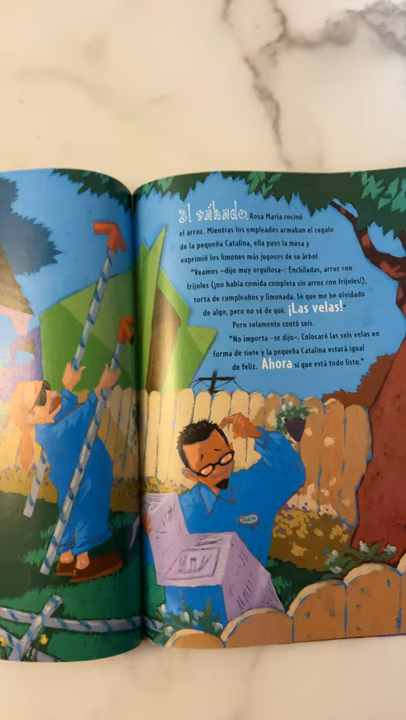 El sábado, Rosa María cocinó
el arroz. Mientras los empleados armaban el regalo
de la pequeña Catalina, ella puso la mesa y
exprimió los limones más jugosos de su árbol.
"Veamos –dijo muy orgullosa–: Enchiladas, arroz con
frijoles (¡no había comida completa sin arroz con frijoles!),
torta de cumpleaños y limonada. Sé que me he olvidado
de algo, pero no sé de qué. ¡Las velas!"
Pero solamente contó seis.
"No importa –se dijo–. Colocaré las seis velas en
forma de siete y la pequeña Catalina estará igual
de feliz. Ahora sí que está todo listo."